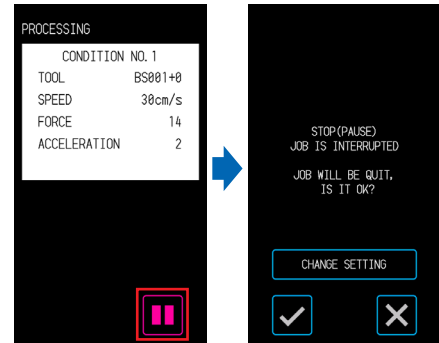 PROCESSING
CONDITION NO.1
TOOL BS001+0
SPEED 30cm/s
FORCE 14
ACCELERATION 2
STOP(PAUSE)
JOB IS INTERRUPTED
JOB WILL BE QUIT,
IS IT OK?
CHANGE SETTING